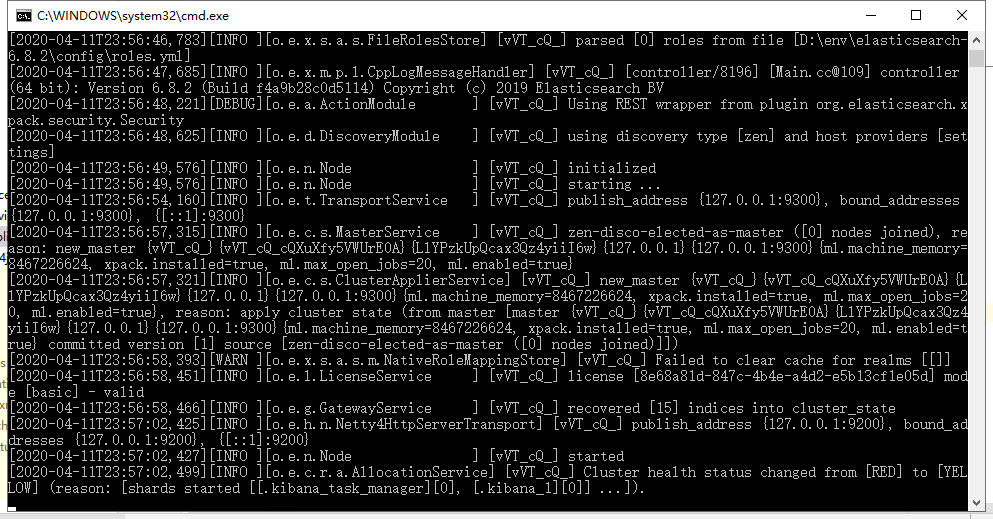 C:\WINDOWS\system32\cmd.exe
[2020-04-11T23:56:46,783][INFO ][o.e.x.s.a.s.FileRolesStore] [vVT_cQ_] parsed [0] roles from file [D:\env\elasticsearch-
6.8.2\config\roles.yml]
[2020-04-11T23:56:47,685][INFO ][o.e.x.m.p.l.CppLogMessageHandler] [vVT_cQ_] [controller/8196] [Main.cc@109] controller
(64 bit): Version 6.8.2 (Build f4a9b28c0d5114) Copyright (c) 2019 Elasticsearch BV
[2020-04-11T23:56:48,221][DEBUG][o.e.a.ActionModule       ] [vVT_cQ_] Using REST wrapper from plugin org.elasticsearch.x
pack.security.Security
[2020-04-11T23:56:48,625][INFO ][o.e.d.DiscoveryModule    ] [vVT_cQ_] using discovery type [zen] and host providers [set
tings]
[2020-04-11T23:56:49,576][INFO ][o.e.n.Node               ] [vVT_cQ_] initialized
[2020-04-11T23:56:49,576][INFO ][o.e.n.Node               ] [vVT_cQ_] starting ...
[2020-04-11T23:56:54,160][INFO ][o.e.t.TransportService   ] [vVT_cQ_] publish_address {127.0.0.1:9300}, bound_addresses
{127.0.0.1:9300}, {[::1]:9300}
[2020-04-11T23:56:57,315][INFO ][o.e.c.s.MasterService    ] [vVT_cQ_] zen-disco-elected-as-master ([0] nodes joined), re
ason: new_master {vVT_cQ_}{vVT_cQ_cQXuXfy5VWUrE0A}{L1YPzkUpQcax3Qz4yiiI6w}{127.0.0.1}{127.0.0.1:9300}{ml.machine_memory=
8467226624, xpack.installed=true, ml.max_open_jobs=20, ml.enabled=true}
[2020-04-11T23:56:57,321][INFO ][o.e.c.s.ClusterApplierService] [vVT_cQ_] new_master {vVT_cQ_}{vVT_cQ_cQXuXfy5VWUrE0A}{L
1YPzkUpQcax3Qz4yiiI6w}{127.0.0.1}{127.0.0.1:9300}{ml.machine_memory=8467226624, xpack.installed=true, ml.max_open_jobs=2
0, ml.enabled=true}, reason: apply cluster state (from master [master {vVT_cQ_}{vVT_cQ_cQXuXfy5VWUrE0A}{L1YPzkUpQcax3Qz4
yiiI6w}{127.0.0.1}{127.0.0.1:9300}{ml.machine_memory=8467226624, xpack.installed=true, ml.max_open_jobs=20, ml.enabled=t
rue} committed version [1] source [zen-disco-elected-as-master ([0] nodes joined)]])
[2020-04-11T23:56:58,393][WARN ][o.e.x.s.a.s.m.NativeRoleMappingStore] [vVT_cQ_] Failed to clear cache for realms [[]]
[2020-04-11T23:56:58,451][INFO ][o.e.l.LicenseService     ] [vVT_cQ_] license [8e68a81d-847c-4b4e-a4d2-e5b13cf1e05d] mod
e [basic] - valid
[2020-04-11T23:56:58,466][INFO ][o.e.g.GatewayService     ] [vVT_cQ_] recovered [15] indices into cluster_state
[2020-04-11T23:57:02,425][INFO ][o.e.h.n.Netty4HttpServerTransport] [vVT_cQ_] publish_address {127.0.0.1:9200}, bound_ad
dresses {127.0.0.1:9200}, {[::1]:9200}
[2020-04-11T23:57:02,427][INFO ][o.e.n.Node               ] [vVT_cQ_] started
[2020-04-11T23:57:02,499][INFO ][o.e.c.r.a.AllocationService] [vVT_cQ_] Cluster health status changed from [RED] to [YEL
LOW] (reason: [shards started [[.kibana_task_manager][0], [.kibana_1][0]] ...]).